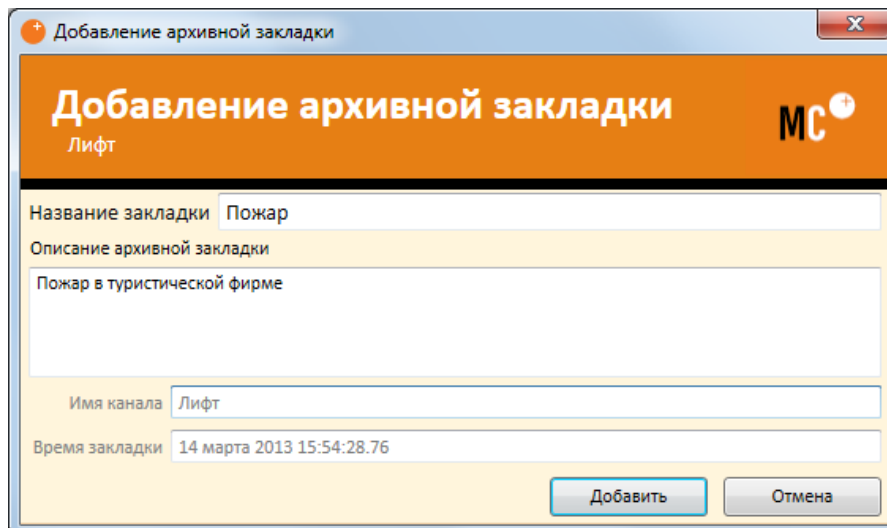 Добавление архивной закладки
Добавление архивной закладки
Лифт
MC+
Название закладки Пожар
Описание архивной закладки
Пожар в туристической фирме
Имя канала Лифт
Время закладки 14 марта 2013 15:54:28.76
Добавить Отмена